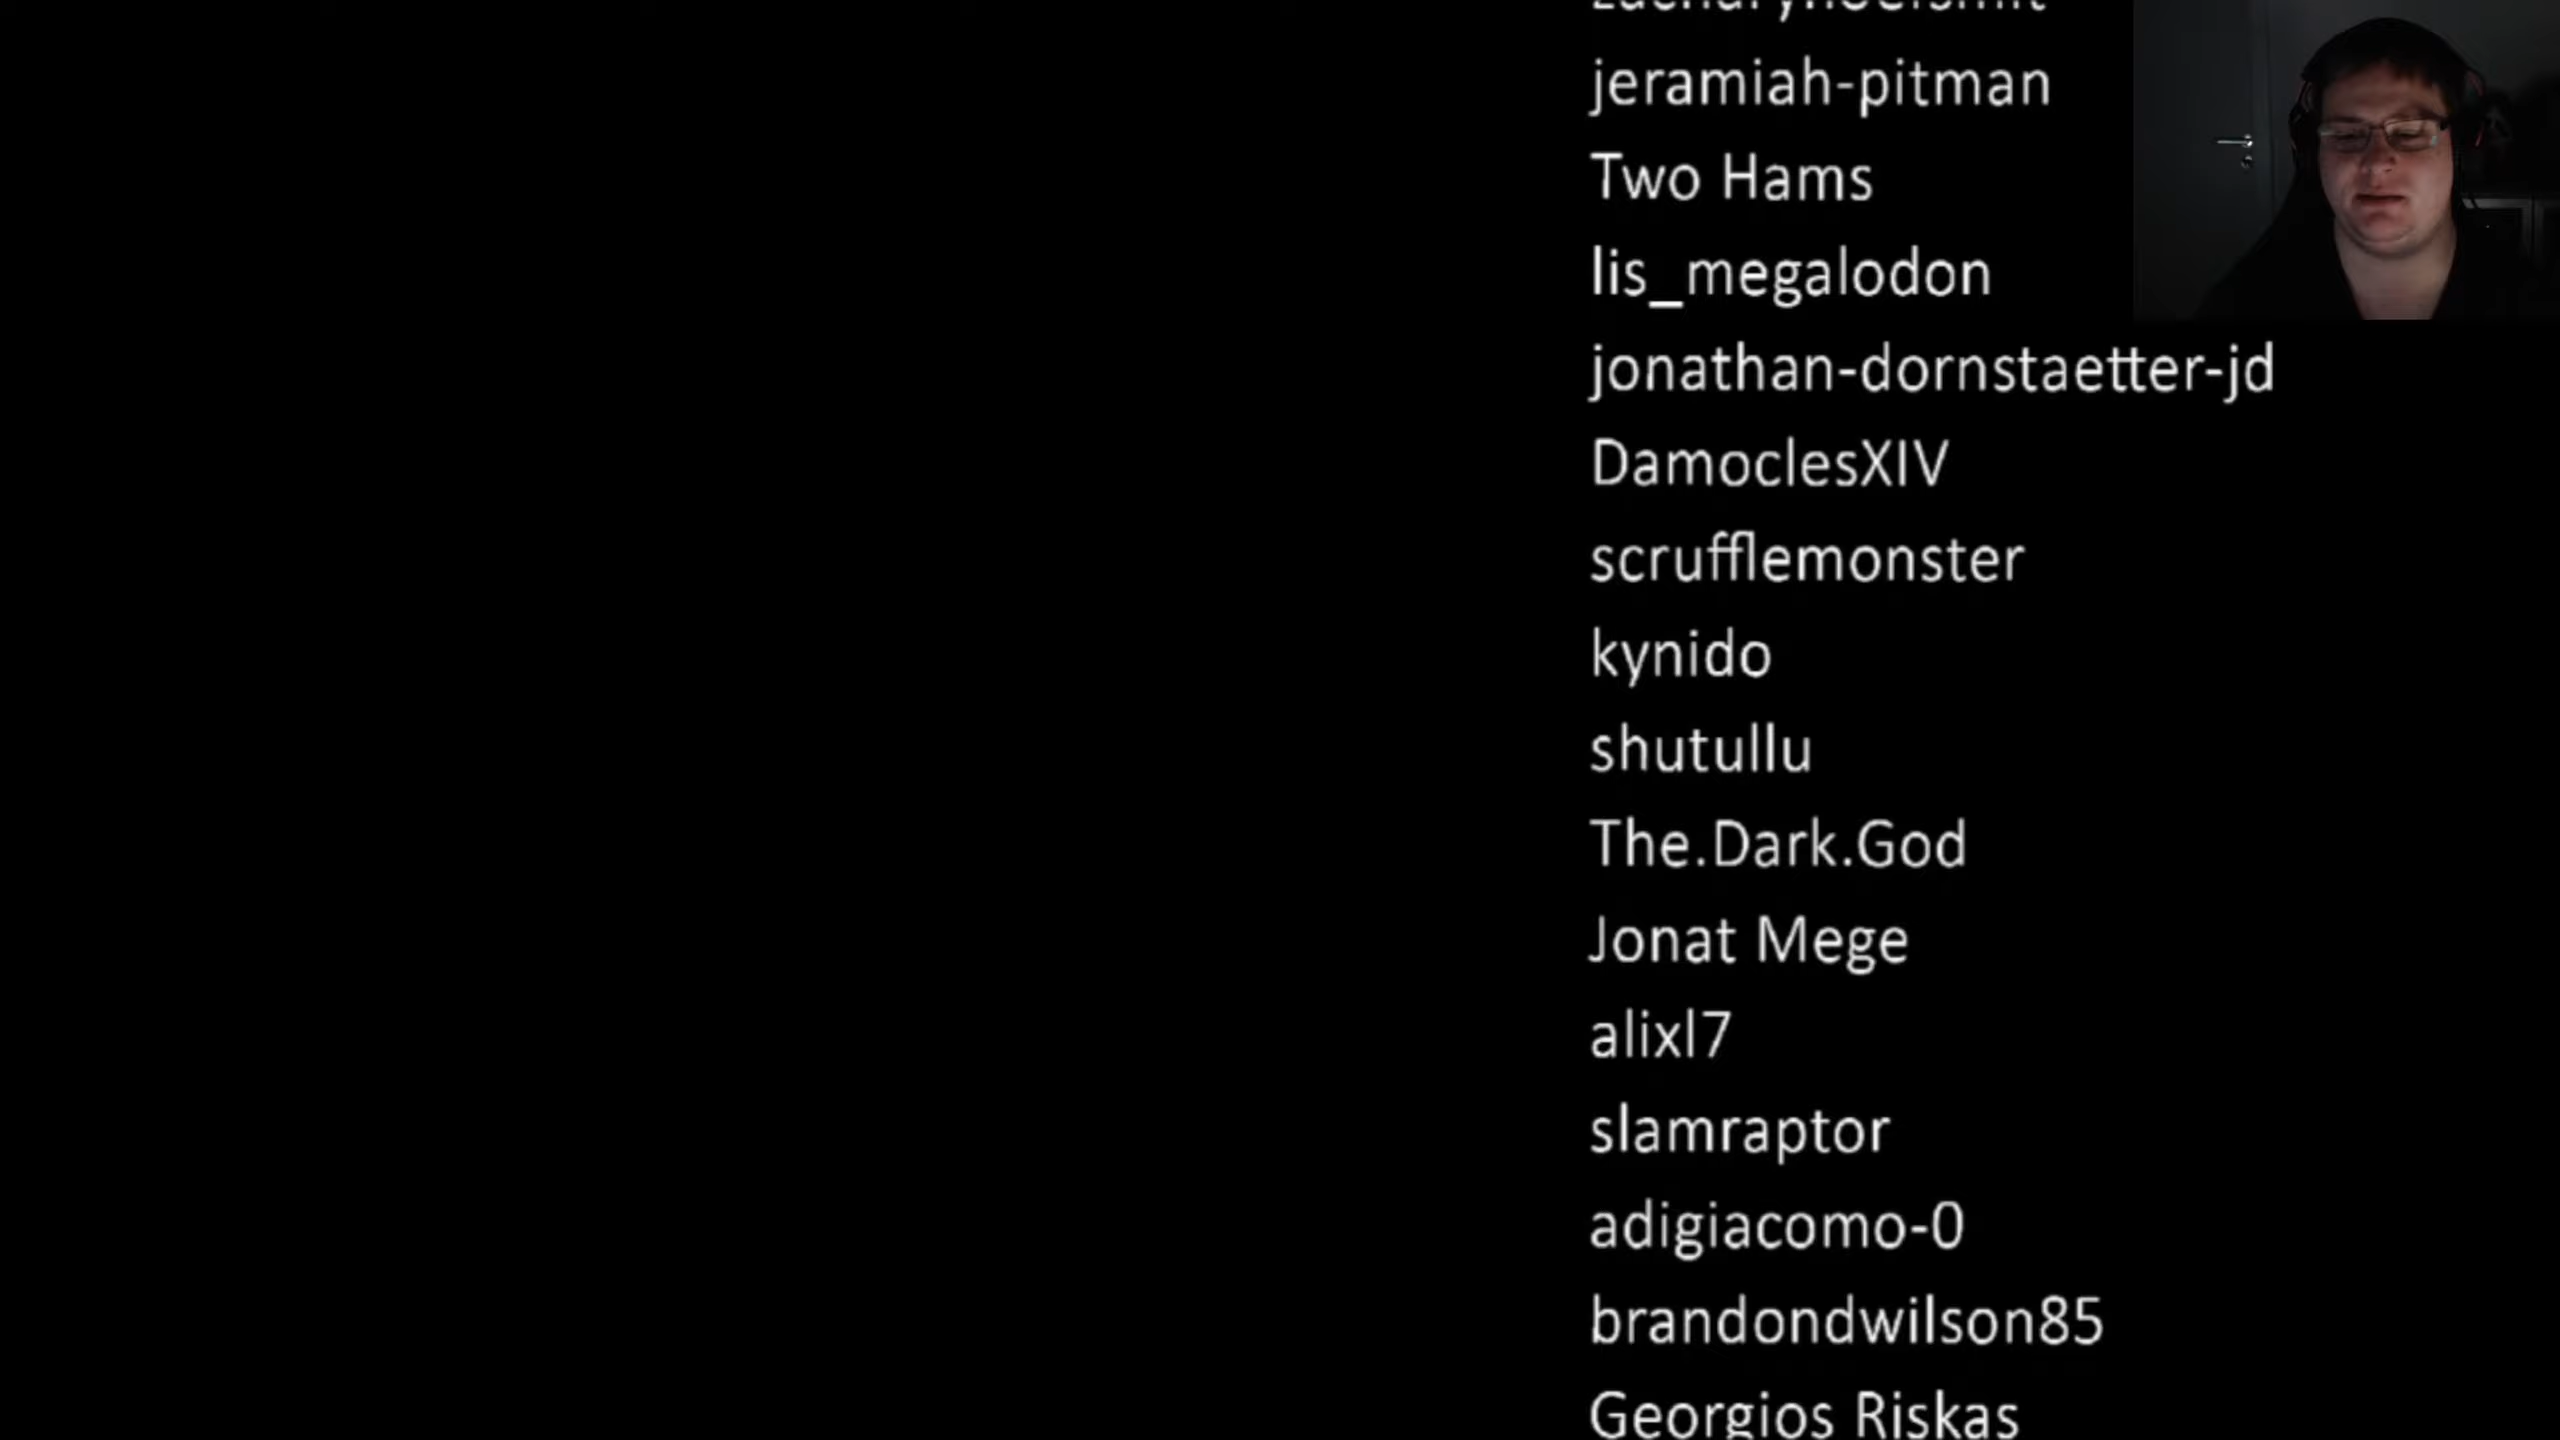 jeramiah-pitman
Two Hams
lis_megalodon
jonathan-dornstaetter-jd
DamoclesXIV
scrufflemonster
kynido
shutullu
The.Dark.God
Jonat Mege
alixl7
slamraptor
adigiacomo-0
brandondwilson85
Georgios Riskas